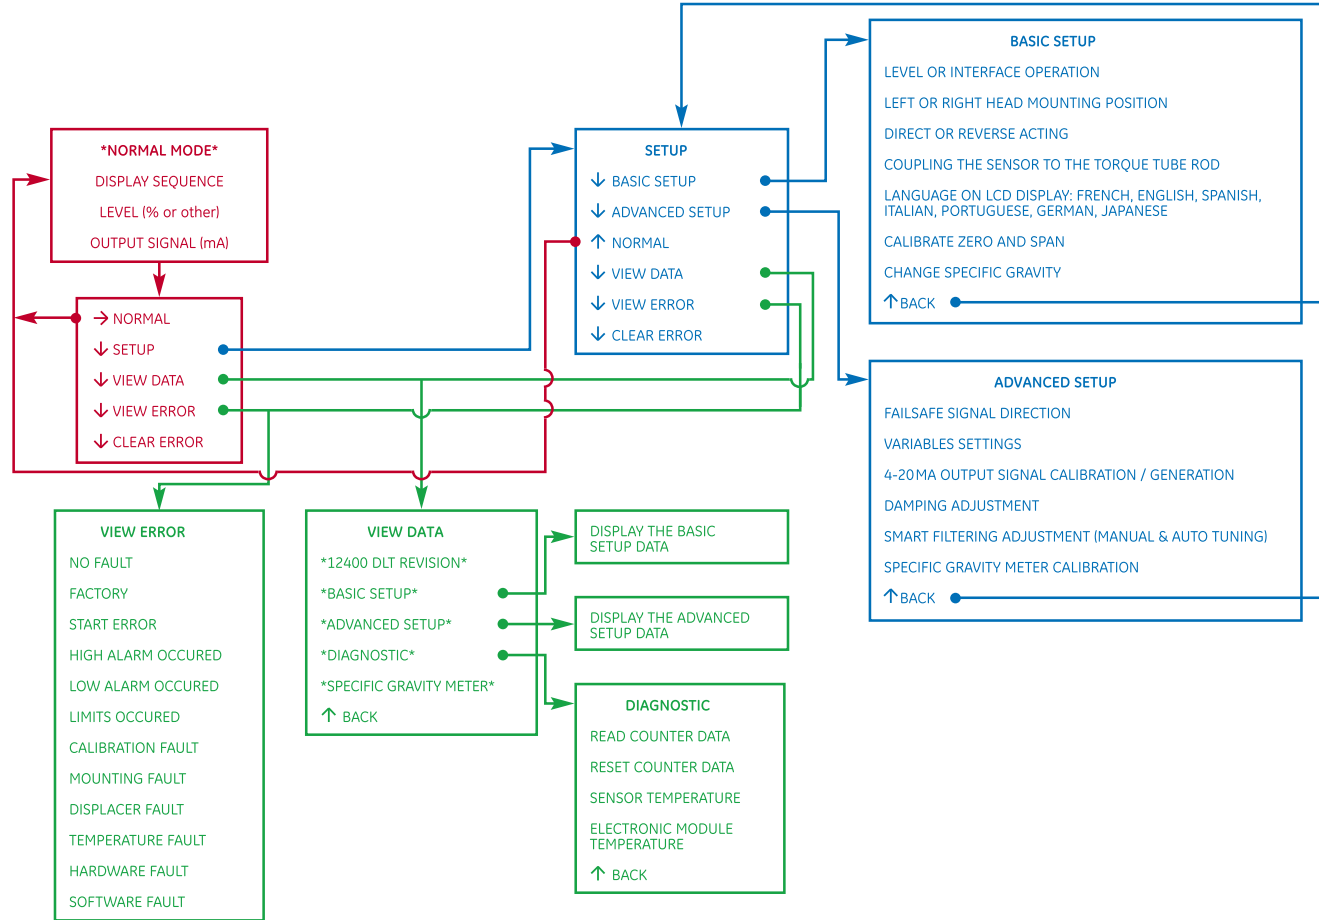 *NORMAL MODE*
DISPLAY SEQUENCE
LEVEL (% or other)
OUTPUT SIGNAL (mA)
→ NORMAL
↓ SETUP
↓ VIEW DATA
↓ VIEW ERROR
↓ CLEAR ERROR
SETUP
↓ BASIC SETUP
↓ ADVANCED SETUP
↑ NORMAL
↓ VIEW DATA
↓ VIEW ERROR
↓ CLEAR ERROR
BASIC SETUP
LEVEL OR INTERFACE OPERATION
LEFT OR RIGHT HEAD MOUNTING POSITION
DIRECT OR REVERSE ACTING
COUPLING THE SENSOR TO THE TORQUE TUBE ROD
LANGUAGE ON LCD DISPLAY: FRENCH, ENGLISH, SPANISH,
ITALIAN, PORTUGUESE, GERMAN, JAPANESE
CALIBRATE ZERO AND SPAN
CHANGE SPECIFIC GRAVITY
↑ BACK
ADVANCED SETUP
FAILSAFE SIGNAL DIRECTION
VARIABLES SETTINGS
4-20 MA OUTPUT SIGNAL CALIBRATION / GENERATION
DAMPING ADJUSTMENT
SMART FILTERING ADJUSTMENT (MANUAL & AUTO TUNING)
SPECIFIC GRAVITY METER CALIBRATION
↑ BACK
VIEW ERROR
NO FAULT
FACTORY
START ERROR
HIGH ALARM OCCURED
LOW ALARM OCCURED
LIMITS OCCURED
CALIBRATION FAULT
MOUNTING FAULT
DISPLACER FAULT
TEMPERATURE FAULT
HARDWARE FAULT
SOFTWARE FAULT
VIEW DATA
*12400 DLT REVISION*
*BASIC SETUP*
*ADVANCED SETUP*
*DIAGNOSTIC*
*SPECIFIC GRAVITY METER*
↑ BACK
DISPLAY THE BASIC
SETUP DATA
DISPLAY THE ADVANCED
SETUP DATA
DIAGNOSTIC
READ COUNTER DATA
RESET COUNTER DATA
SENSOR TEMPERATURE
ELECTRONIC MODULE
TEMPERATURE
↑ BACK